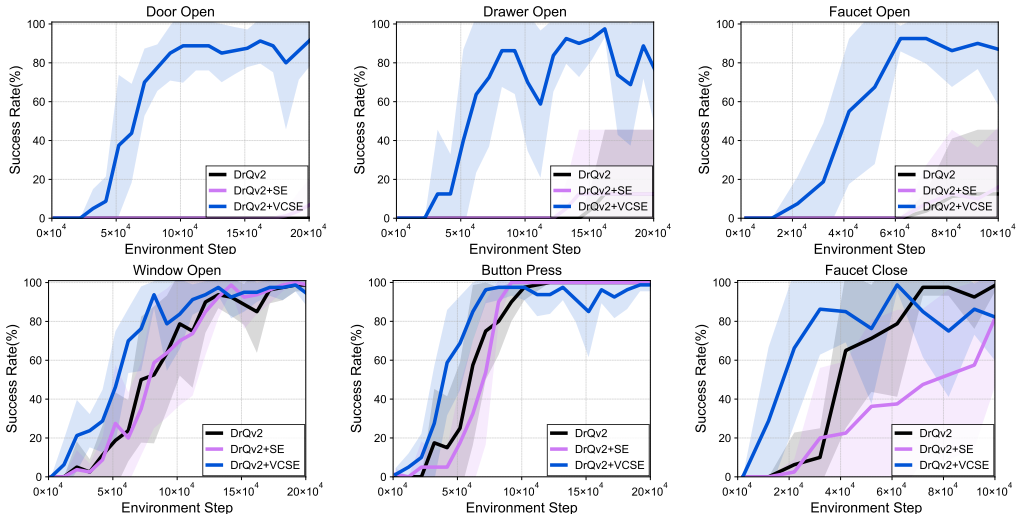 Door Open
Success Rate(%)
100
80
60
40
20
0
0×10⁴ 5×10⁴ 10×10⁴ 15×10⁴ 20×10⁴
Environment Step
DrQv2
DrQv2+SE
DrQv2+VCSE
Drawer Open
Success Rate(%)
100
80
60
40
20
0
0×10⁴ 5×10⁴ 10×10⁴ 15×10⁴ 20×10⁴
Environment Step
DrQv2
DrQv2+SE
DrQv2+VCSE
Faucet Open
Success Rate(%)
100
80
60
40
20
0
0×10⁴ 2×10⁴ 4×10⁴ 6×10⁴ 8×10⁴ 10×10⁴
Environment Step
DrQv2
DrQv2+SE
DrQv2+VCSE
Window Open
Success Rate(%)
100
80
60
40
20
0
0×10⁴ 5×10⁴ 10×10⁴ 15×10⁴ 20×10⁴
Environment Step
DrQv2
DrQv2+SE
DrQv2+VCSE
Button Press
Success Rate(%)
100
80
60
40
20
0
0×10⁴ 5×10⁴ 10×10⁴ 15×10⁴ 20×10⁴
Environment Step
DrQv2
DrQv2+SE
DrQv2+VCSE
Faucet Close
Success Rate(%)
100
80
60
40
20
0
0×10⁴ 2×10⁴ 4×10⁴ 6×10⁴ 8×10⁴ 10×10⁴
Environment Step
DrQv2
DrQv2+SE
DrQv2+VCSE